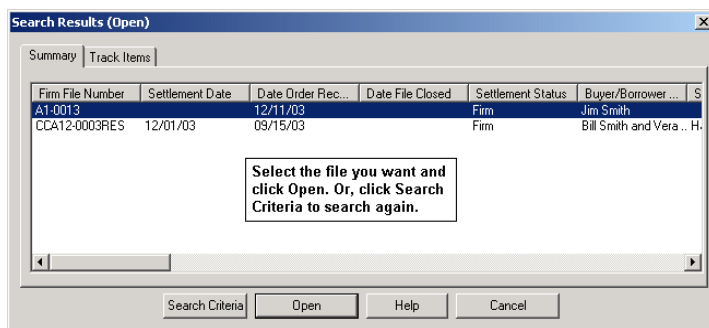 Search Results (Open)
Summary Track Items
Firm File Number Settlement Date Date Order Rec... Date File Closed Settlement Status Buyer/Borrower ... S
A1-0013 12/11/03 Firm Jim Smith
CCA12-0003RES 12/01/03 09/15/03 Firm Bill Smith and Vera .. H.
Select the file you want and
click Open. Or, click Search
Criteria to search again.
Search Criteria Open Help Cancel